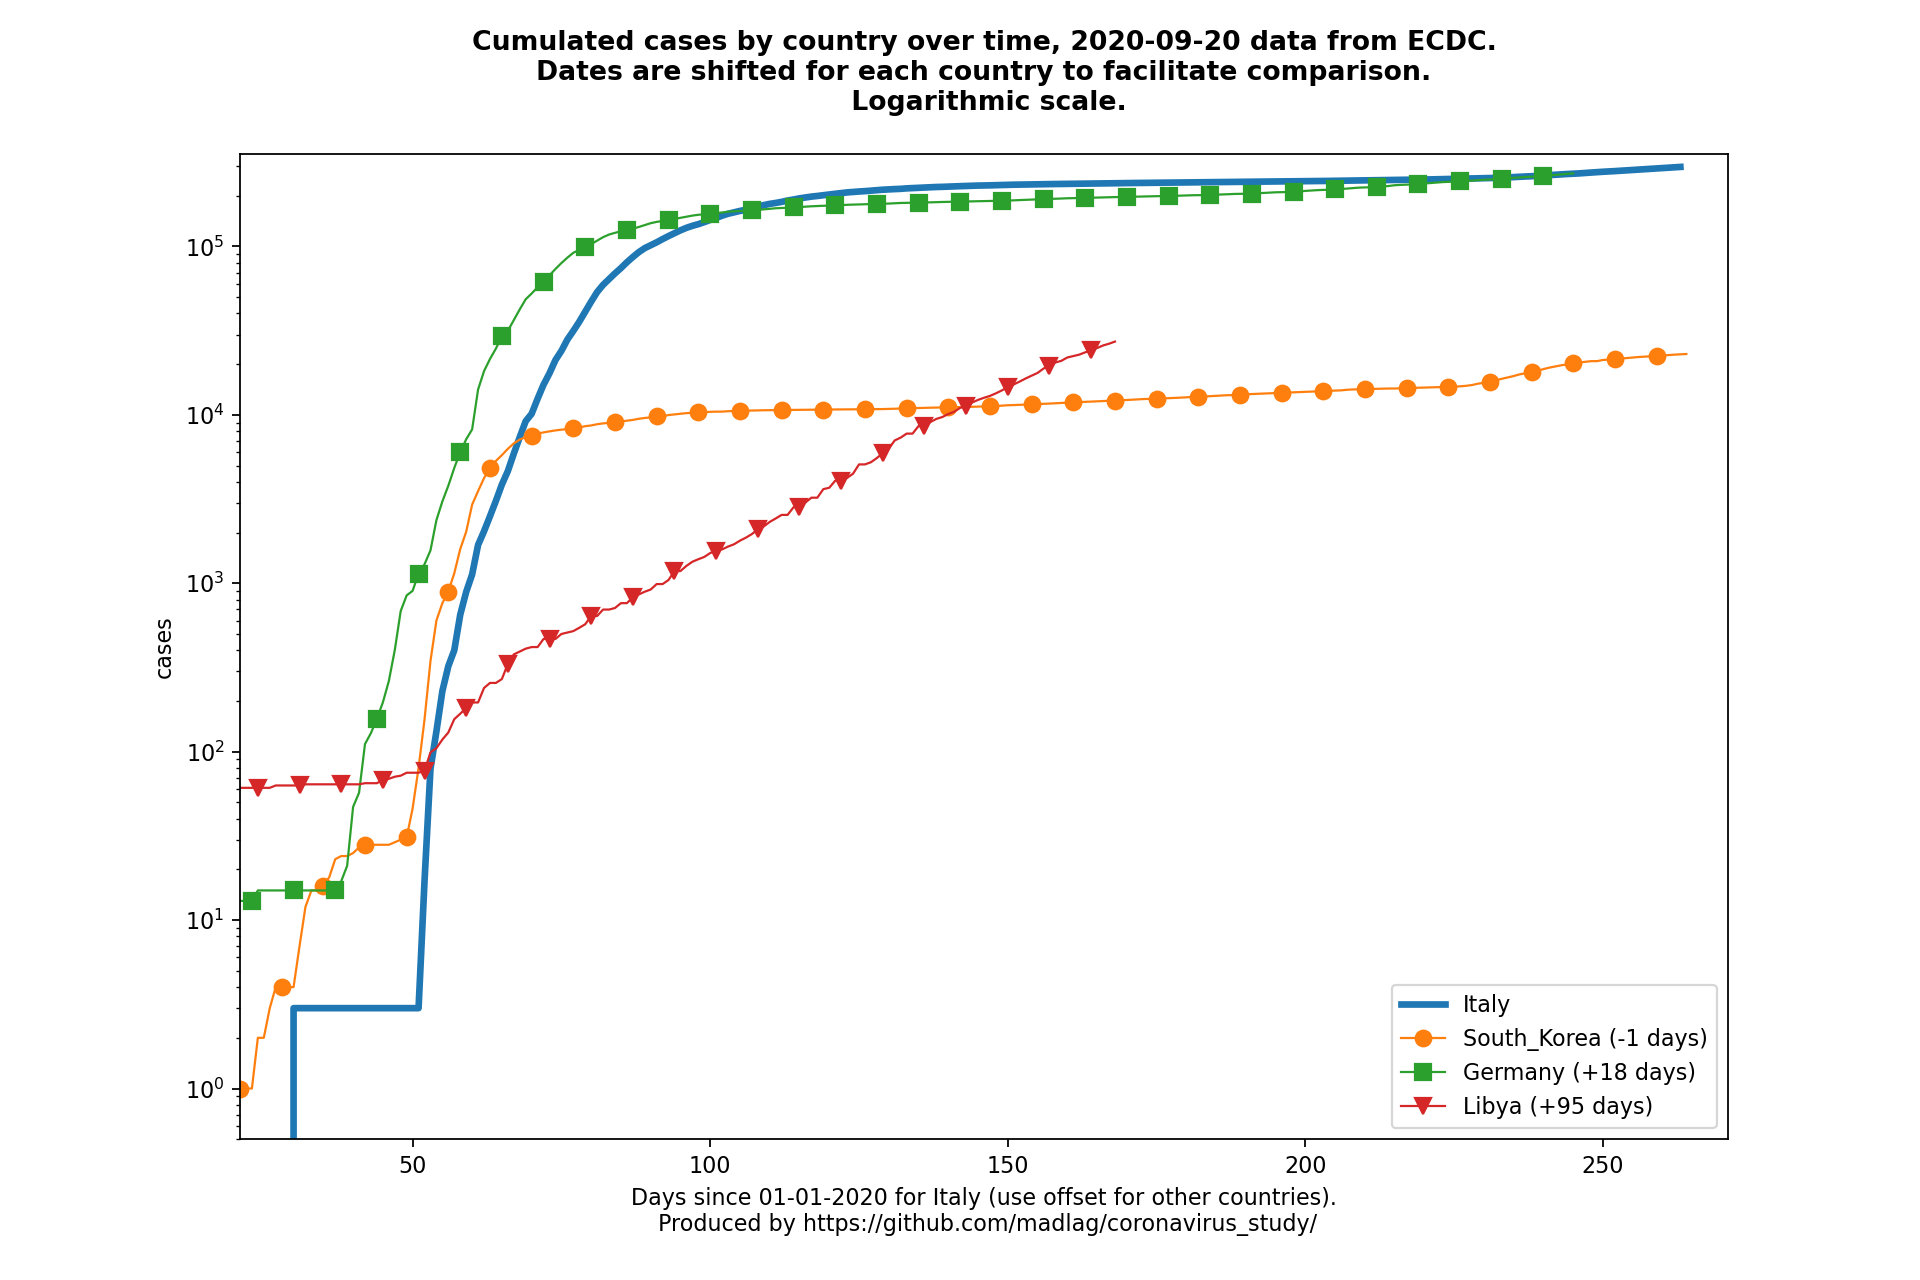 Cumulated cases by country over time, 2020-09-20 data from ECDC.
Dates are shifted for each country to facilitate comparison.
Logarithmic scale.
10^5
10^4
10^3
10^2
10^1
10^0
cases
Italy
South_Korea (-1 days)
Germany (+18 days)
Libya (+95 days)
50 100 150 200 250
Days since 01-01-2020 for Italy (use offset for other countries).
Produced by https://github.com/madlag/coronavirus_study/